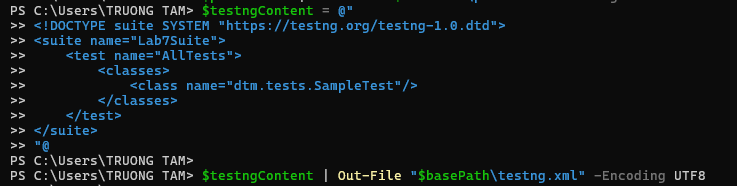 PS C:\Users\TRUONG TAM> $testngContent = @"
>> <!DOCTYPE suite SYSTEM "https://testng.org/testng-1.0.dtd">
>> <suite name="Lab7Suite">
>>     <test name="AllTests">
>>         <classes>
>>             <class name="dtm.tests.SampleTest"/>
>>         </classes>
>>     </test>
>> </suite>
>> "@
PS C:\Users\TRUONG TAM>
PS C:\Users\TRUONG TAM> $testngContent | Out-File "$basePath\testng.xml" -Encoding UTF8